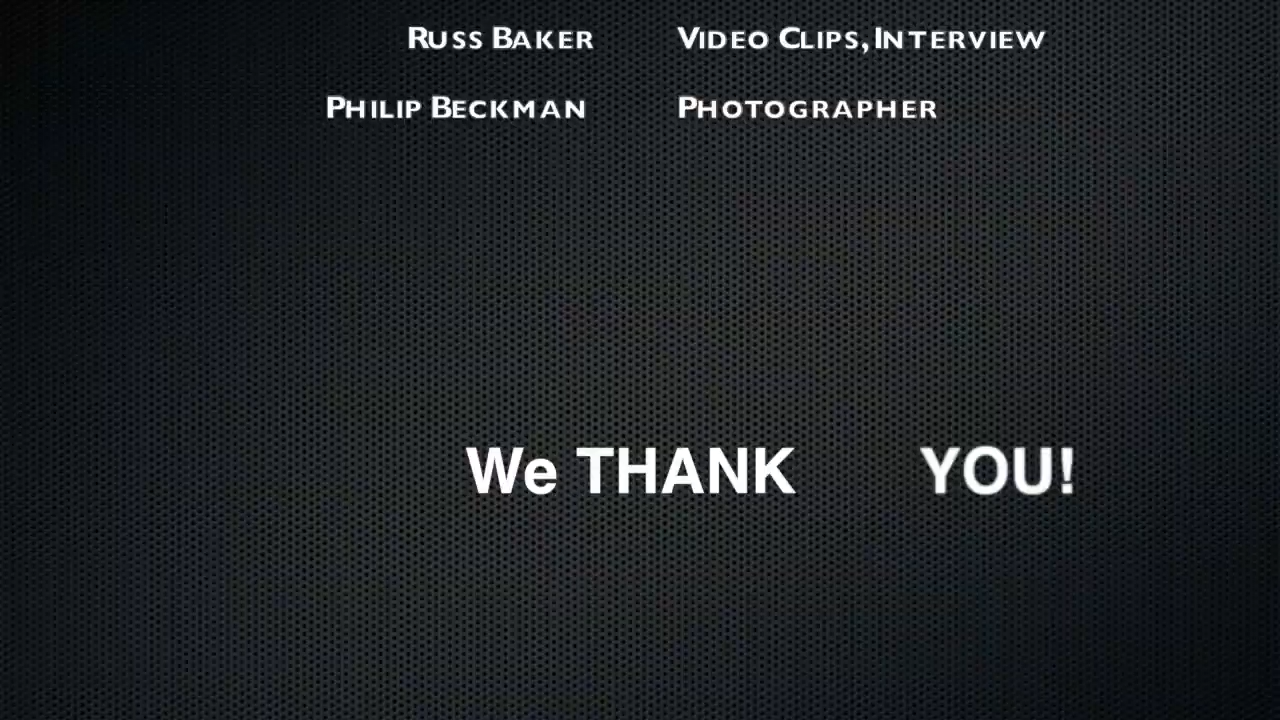 Russ Baker Video Clips, Interview
Philip Beckman Photographer
We THANK YOU!